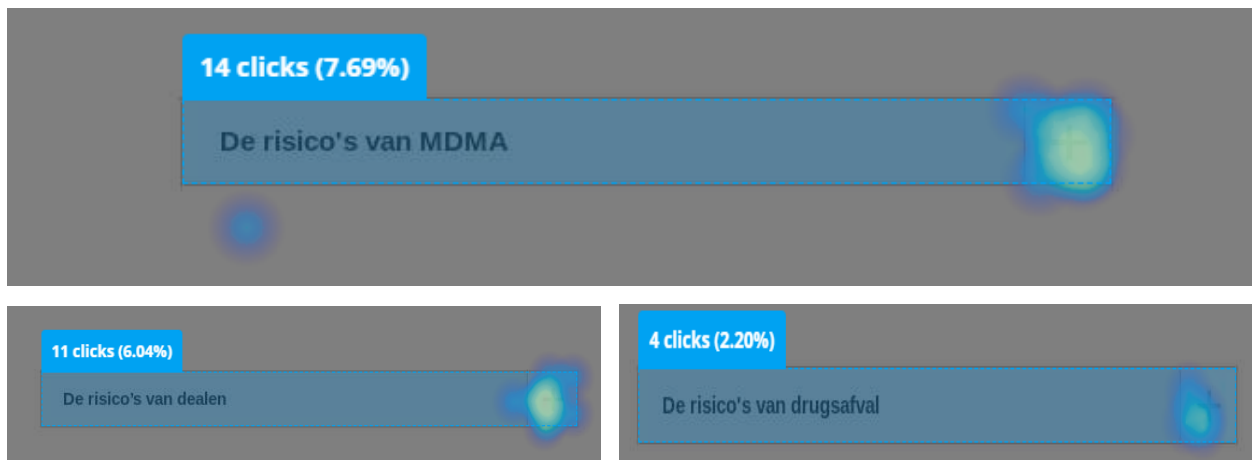 14 clicks (7.69%)
De risico's van MDMA
11 clicks (6.04%)
De risico's van dealen
4 clicks (2.20%)
De risico's van drugsafval